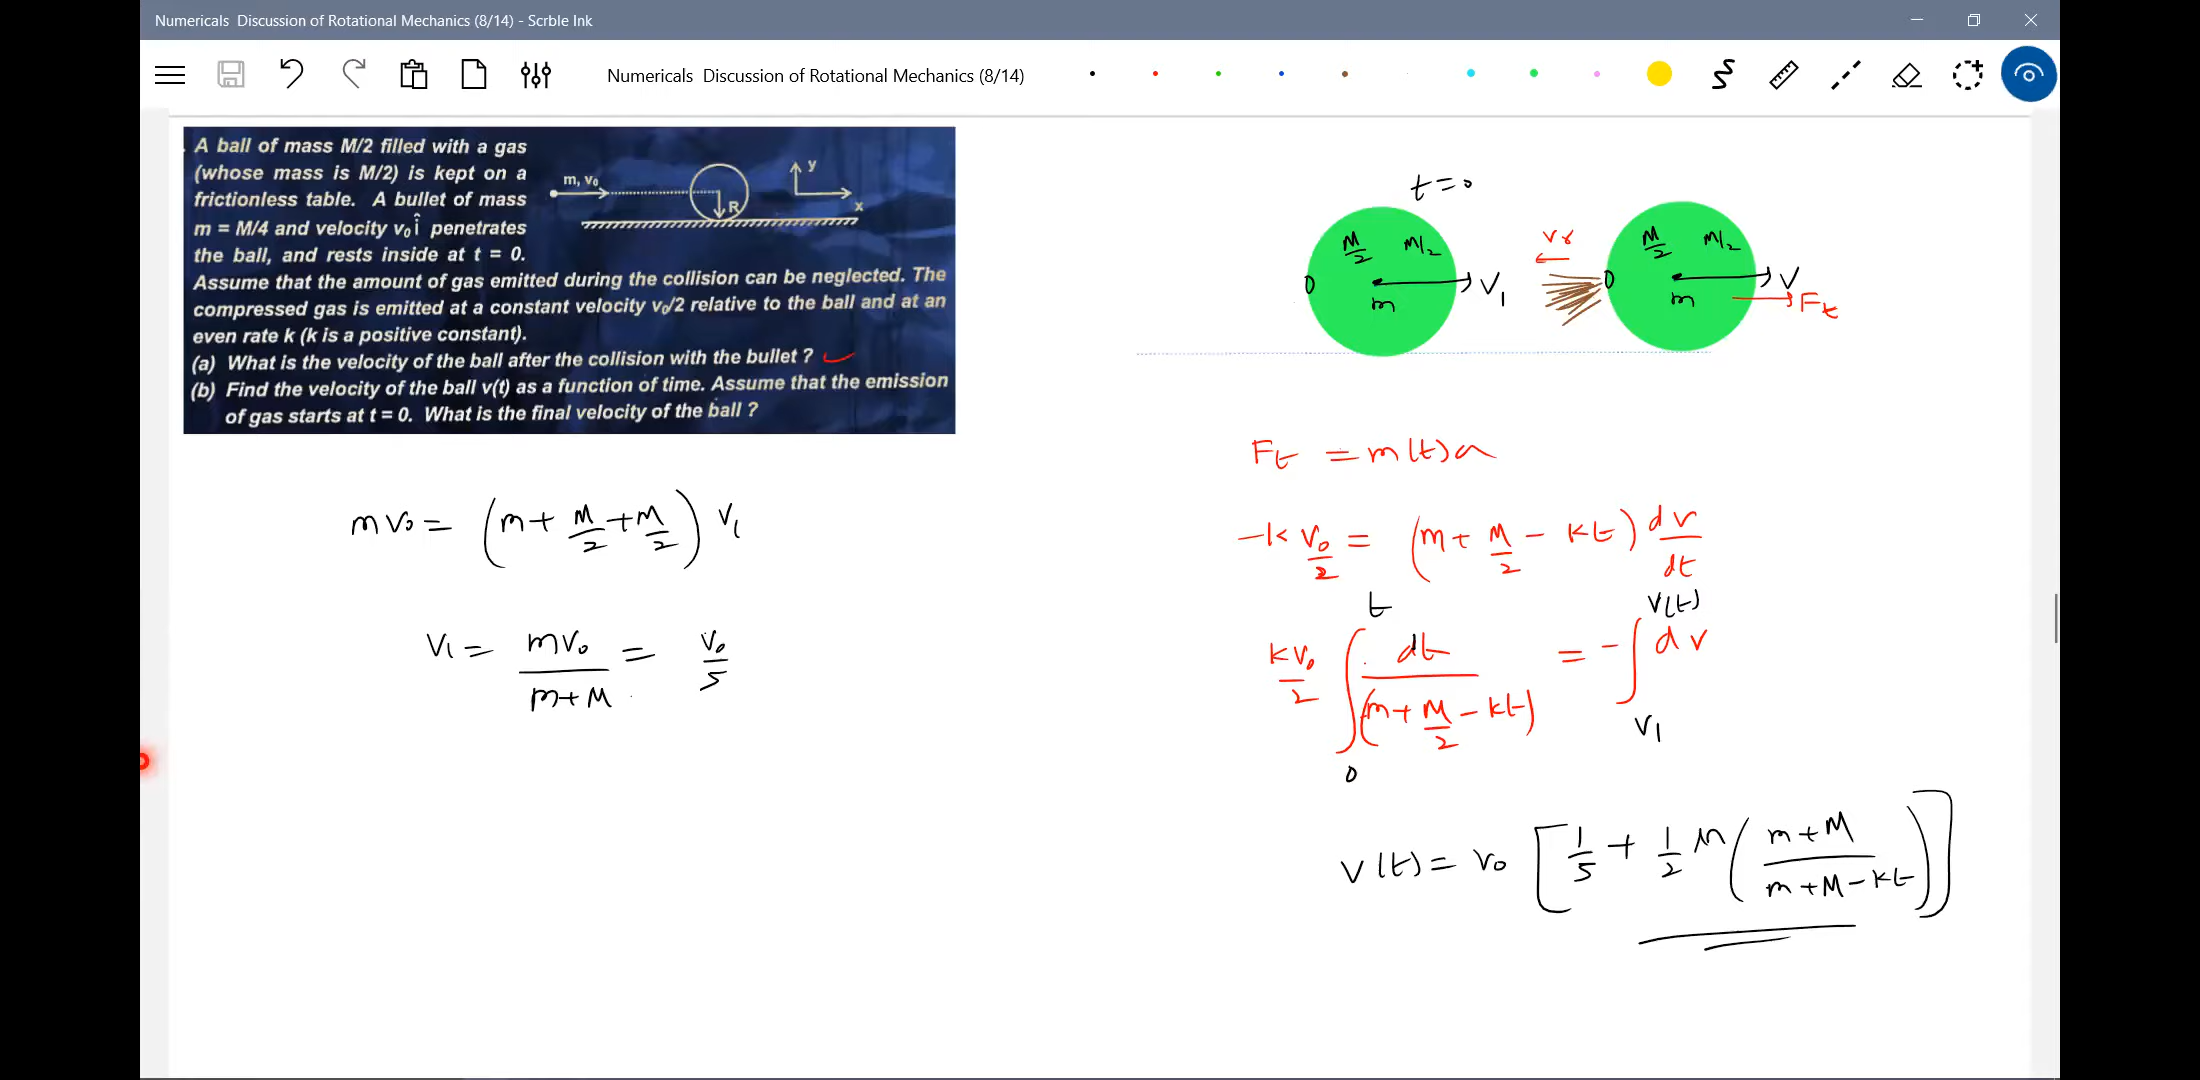 Numericals Discussion of Rotational Mechanics (8/14) - Scrble Ink
Numericals Discussion of Rotational Mechanics (8/14)
A ball of mass M/2 filled with a gas
(whose mass is M/2) is kept on a
frictionless table. A bullet of mass
m = M/4 and velocity v₀î penetrates
the ball, and rests inside at t = 0.
Assume that the amount of gas emitted during the collision can be neglected. The
compressed gas is emitted at a constant velocity v₀/2 relative to the ball and at an
even rate k (k is a positive constant).
(a) What is the velocity of the ball after the collision with the bullet ?
(b) Find the velocity of the ball v(t) as a function of time. Assume that the emission
of gas starts at t = 0. What is the final velocity of the ball ?
m, v₀
R
y
x
mv₀ = (m + M/2 + M/2) v₁
v₁ = mv₀/(m+M) = v₀/5
t=0
M/2 M/2
0 m v₁
vr
M/2 M/2
0 m v
Ft
Ft = m(t)a
-k v₀/2 = (m + M/2 - kt) dv/dt
kv₀/2 ∫₀ᵗ dt/(m + M/2 - kt) = -∫ᵥ₁ᵛ⁽ᵗ⁾ dv
v(t) = v₀ [1/5 + 1/2 ln((m+M)/(m+M-kt))]